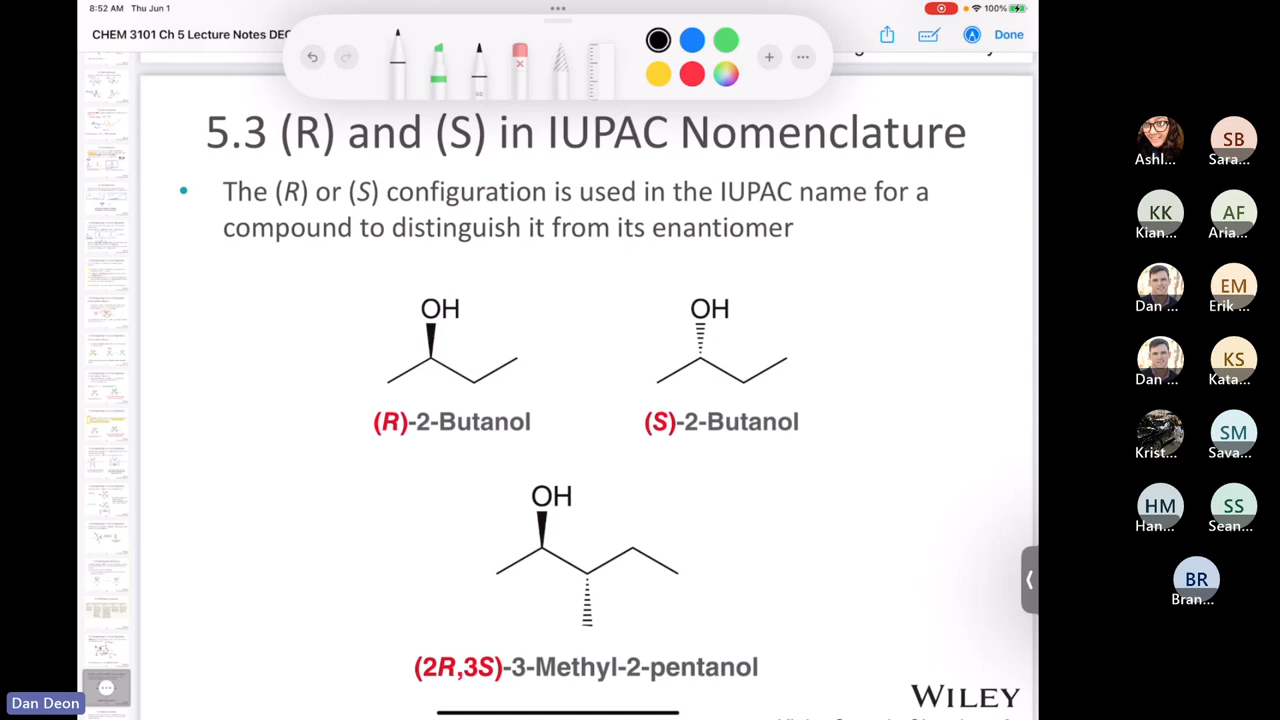 8:52 AM Thu Jun 1
100%
CHEM 3101 Ch 5 Lecture Notes DEC
Done
5.3 (R) and (S) in IUPAC Nomenclature
• The (R) or (S) configuration is used in the IUPAC name for a
compound to distinguish it from its enantiomer
OH
OH
(R)-2-Butanol
(S)-2-Butanol
OH
(2R,3S)-3-Methyl-2-pentanol
WILEY
Dan Deon
Ashl...
SB
Sara...
KK
Kian...
AF
Aria...
Dan ...
EM
Erik ...
Dan ...
KS
Kata...
Krist...
SM
Sava...
HM
Han...
SS
Sean...
BR
Bran...